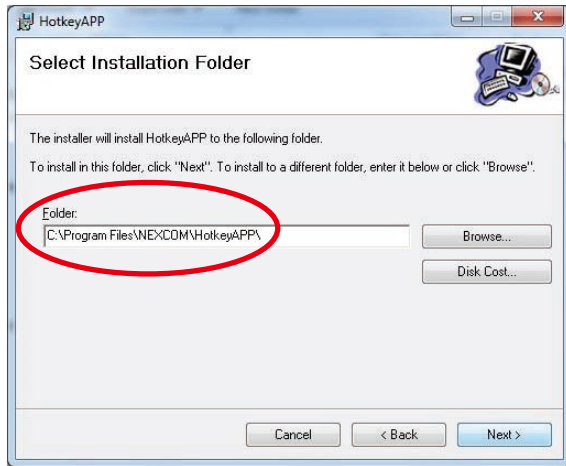 HotkeyAPP
Select Installation Folder
The installer will install HotkeyAPP to the following folder.
To install in this folder, click "Next". To install to a different folder, enter it below or click "Browse".
Folder:
C:\Program Files\NEXCOM\HotkeyAPP\
Browse...
Disk Cost...
Cancel
< Back
Next >